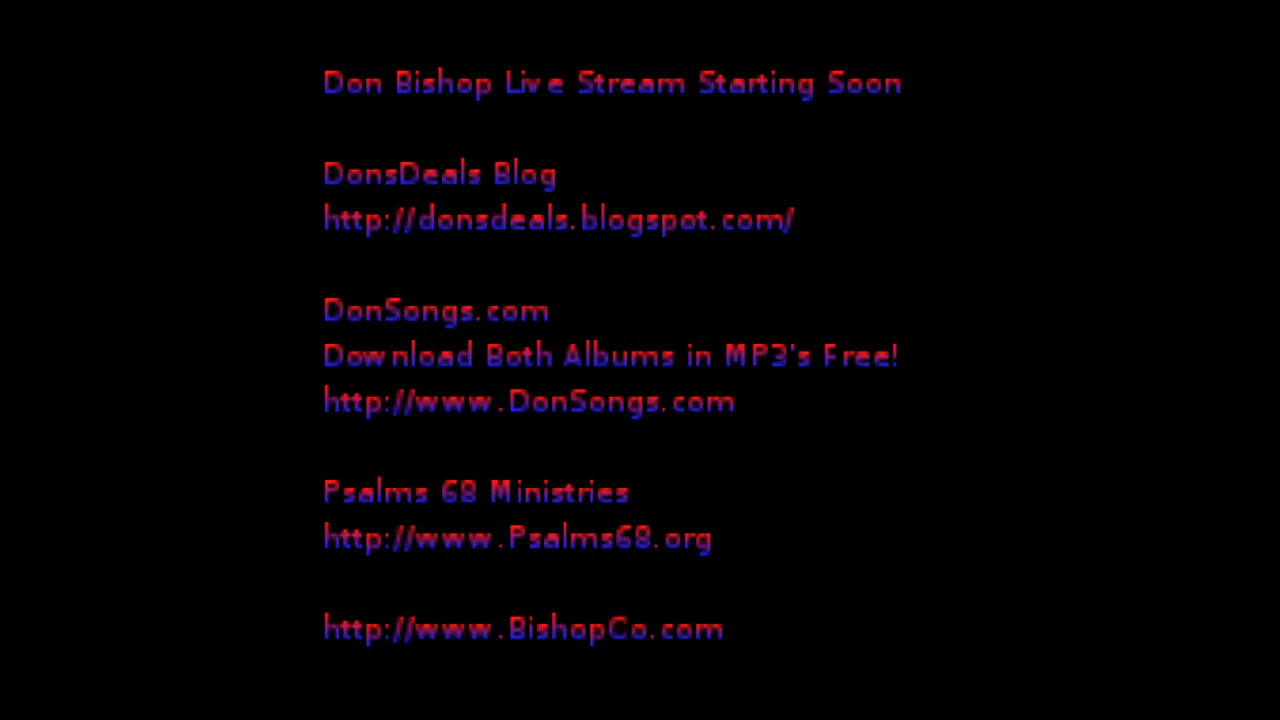 Don Bishop Live Stream Starting Soon
DonsDeals Blog
http://donsdeals.blogspot.com/
DonSongs.com
Download Both Albums in MP3's Free!
http://www.DonSongs.com
Psalms 68 Ministries
http://www.Psalms68.org
http://www.BishopCo.com